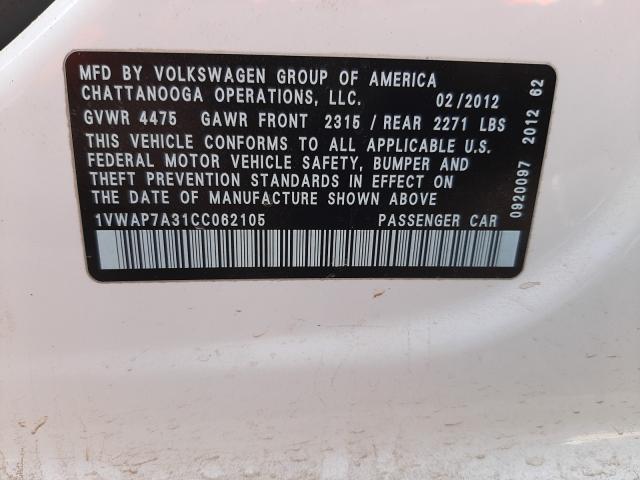 MFD BY VOLKSWAGEN GROUP OF AMERICA
CHATTANOOGA OPERATIONS, LLC. 02/2012
GVWR 4475 GAWR FRONT 2315 / REAR 2271 LBS
THIS VEHICLE CONFORMS TO ALL APPLICABLE U.S.
FEDERAL MOTOR VEHICLE SAFETY, BUMPER AND
THEFT PREVENTION STANDARDS IN EFFECT ON
THE DATE OF MANUFACTURE SHOWN ABOVE
1VWAP7A31CC062105 PASSENGER CAR
0920097 2012 62